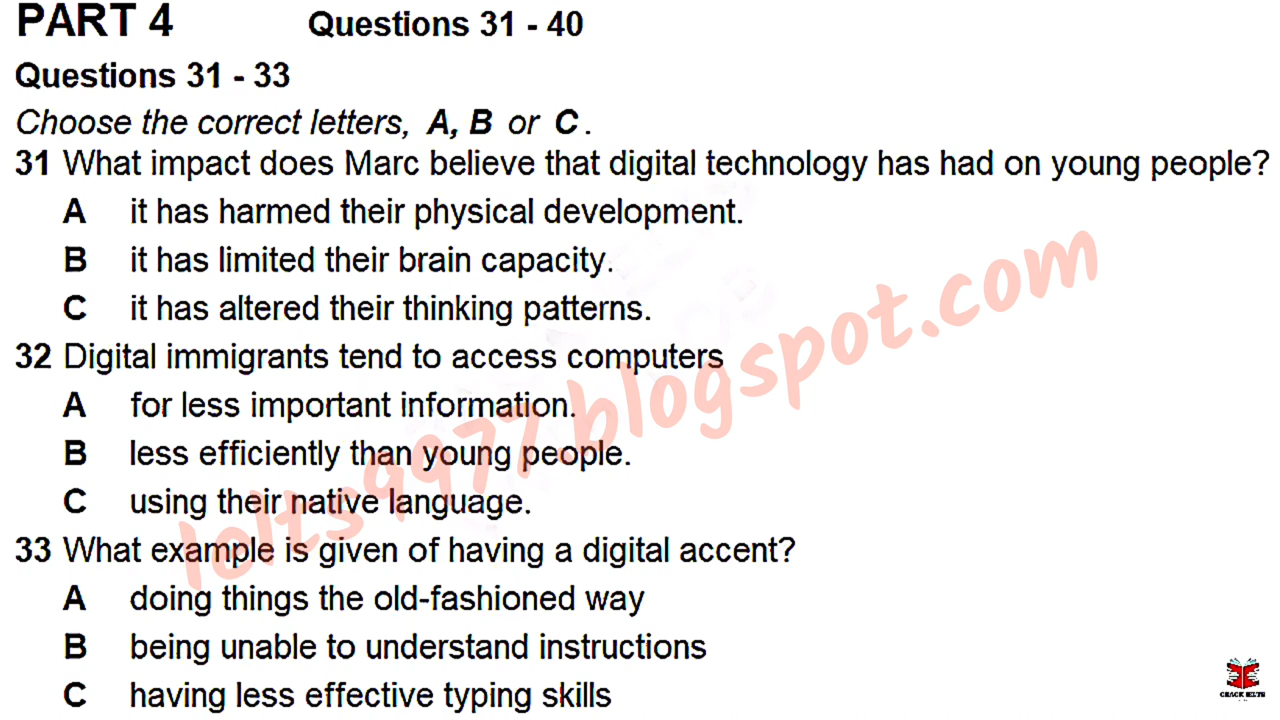 PART 4 Questions 31 - 40
Questions 31 - 33
Choose the correct letters, A, B or C.
31 What impact does Marc believe that digital technology has had on young people?
A it has harmed their physical development.
B it has limited their brain capacity.
C it has altered their thinking patterns.
32 Digital immigrants tend to access computers
A for less important information.
B less efficiently than young people.
C using their native language.
33 What example is given of having a digital accent?
A doing things the old-fashioned way
B being unable to understand instructions
C having less effective typing skills
Ielts9977.blogspot.com
CRACK IELTS